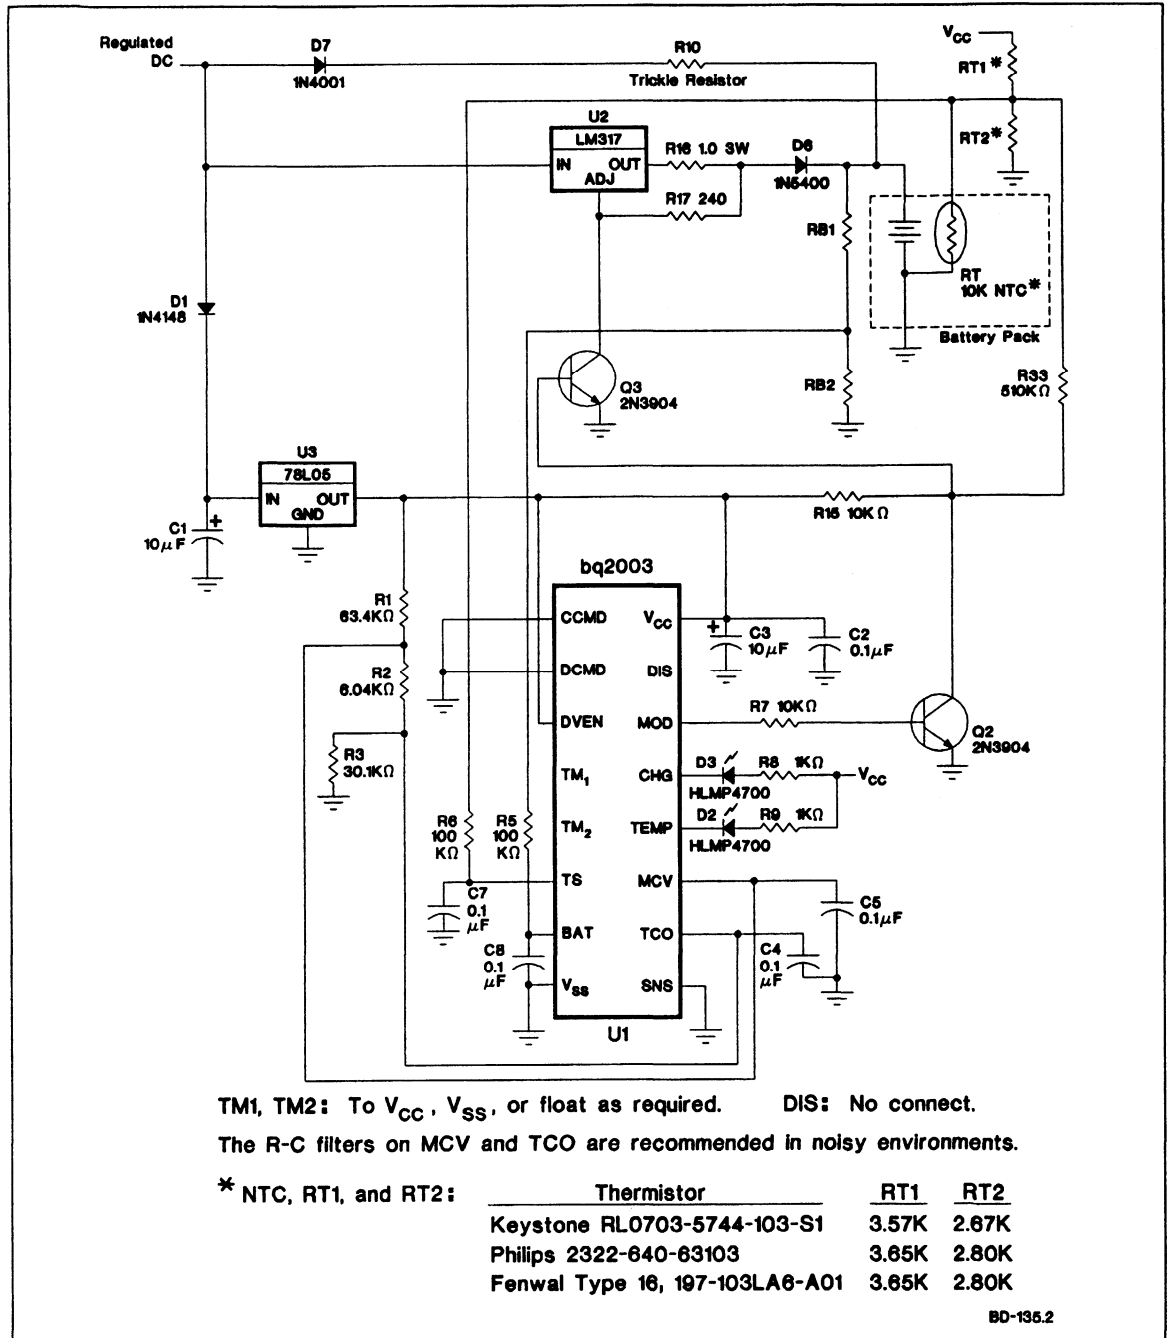 Regulated
DC
D7
1N4001
R10
Trickle Resistor
VCC
RT1*
RT2*
U2
LM317
IN OUT
ADJ
R16 1.0 3W
R17 240
D6
1N5400
RB1
RT
10K NTC*
Battery Pack
D1
1N4148
Q3
2N3904
RB2
R33
510KΩ
U3
78L05
IN OUT
GND
C1
+
10μF
R15 10KΩ
bq2003
R1
63.4KΩ
R2
6.04KΩ
R3
30.1KΩ
CCMD
DCMD
DVEN
TM1
TM2
TS
BAT
VSS
VCC
DIS
MOD
CHG
TEMP
MCV
TCO
SNS
U1
+
C3
10μF
C2
0.1μF
R7 10KΩ
Q2
2N3904
D3
HLMP4700
R8 1KΩ
VCC
D2
HLMP4700
R9 1KΩ
R6
100
KΩ
R5
100
KΩ
C7
0.1
μF
C8
0.1
μF
C5
0.1μF
C4
0.1
μF
TM1, TM2: To VCC, VSS, or float as required. DIS: No connect.
The R-C filters on MCV and TCO are recommended in noisy environments.
* NTC, RT1, and RT2: Thermistor RT1 RT2
Keystone RL0703-5744-103-S1 3.57K 2.67K
Philips 2322-640-63103 3.65K 2.80K
Fenwal Type 16, 197-103LA6-A01 3.65K 2.80K
BD-135.2